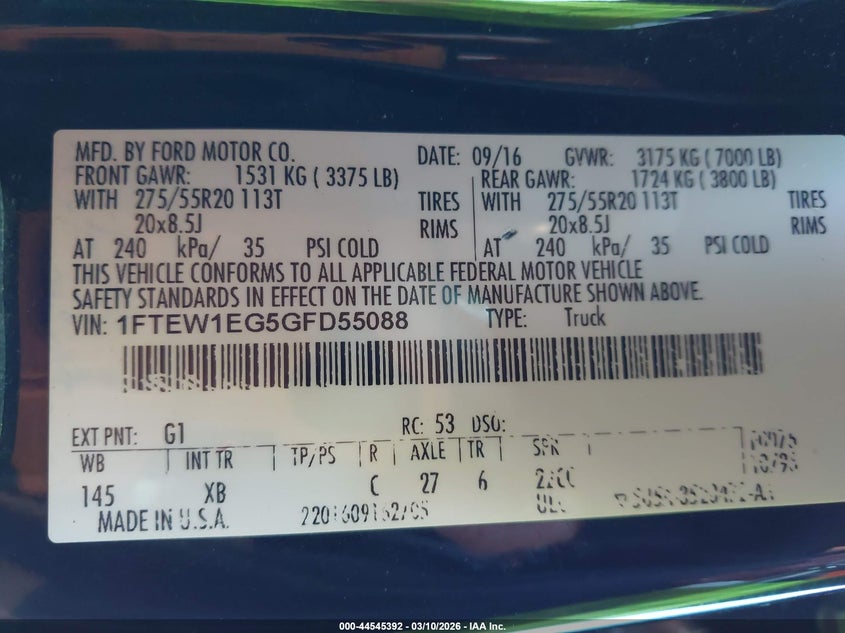 MFD. BY FORD MOTOR CO. DATE: 09/16 GVWR: 3175 KG ( 7000 LB)
FRONT GAWR: 1531 KG ( 3375 LB) REAR GAWR: 1724 KG ( 3800 LB)
WITH 275/55R20 113T TIRES WITH 275/55R20 113T TIRES
20x8.5J RIMS 20x8.5J RIMS
AT 240 kPa/ 35 PSI COLD AT 240 kPa/ 35 PSI COLD
THIS VEHICLE CONFORMS TO ALL APPLICABLE FEDERAL MOTOR VEHICLE
SAFETY STANDARDS IN EFFECT ON THE DATE OF MANUFACTURE SHOWN ABOVE.
VIN: 1FTEW1EG5GFD55088 TYPE: Truck
EXT PNT: G1 RC: 53 DSO:
WB INT TR TP/PS R AXLE TR SPR
145 XB C 27 6
MADE IN U.S.A.
000-44545392 - 03/10/2026 - IAA Inc.